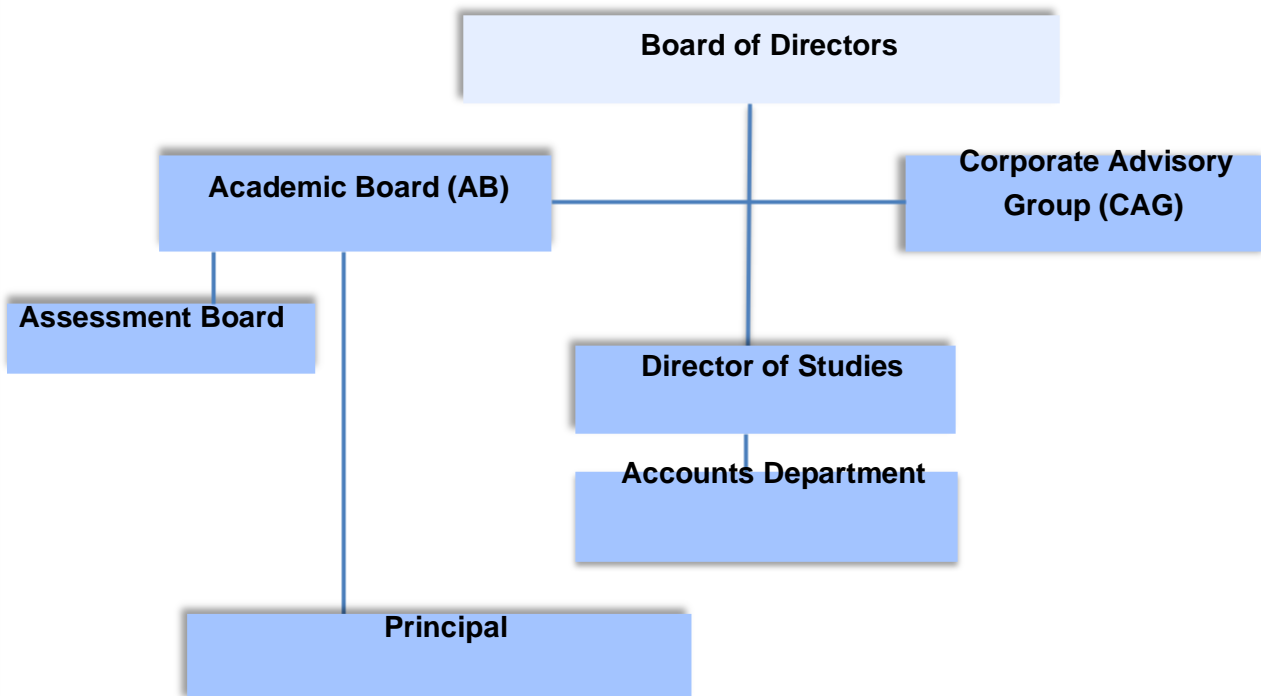 Board of Directors
Academic Board (AB)
Corporate Advisory
Group (CAG)
Assessment Board
Director of Studies
Accounts Department
Principal